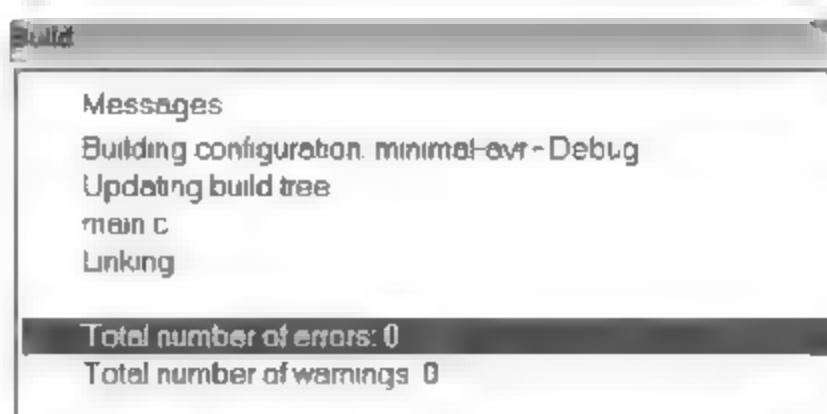 Build
Messages
Building configuration: minimal-avr - Debug
Updating build tree
main c
Linking
Total number of errors: 0
Total number of warnings 0